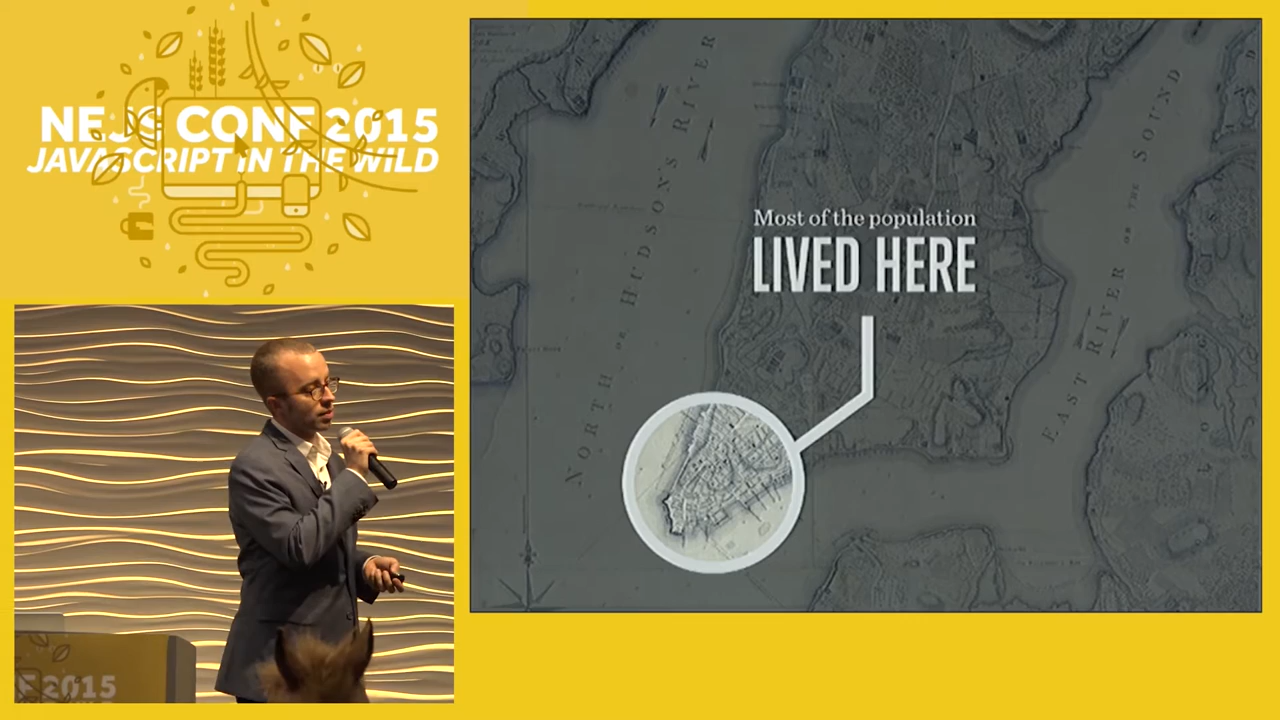 NEJS CONF 2015
JAVASCRIPT IN THE WILD
Most of the population
LIVED HERE
NORTH OR HUDSON'S RIVER
EAST RIVER OR THE SOUND
2015